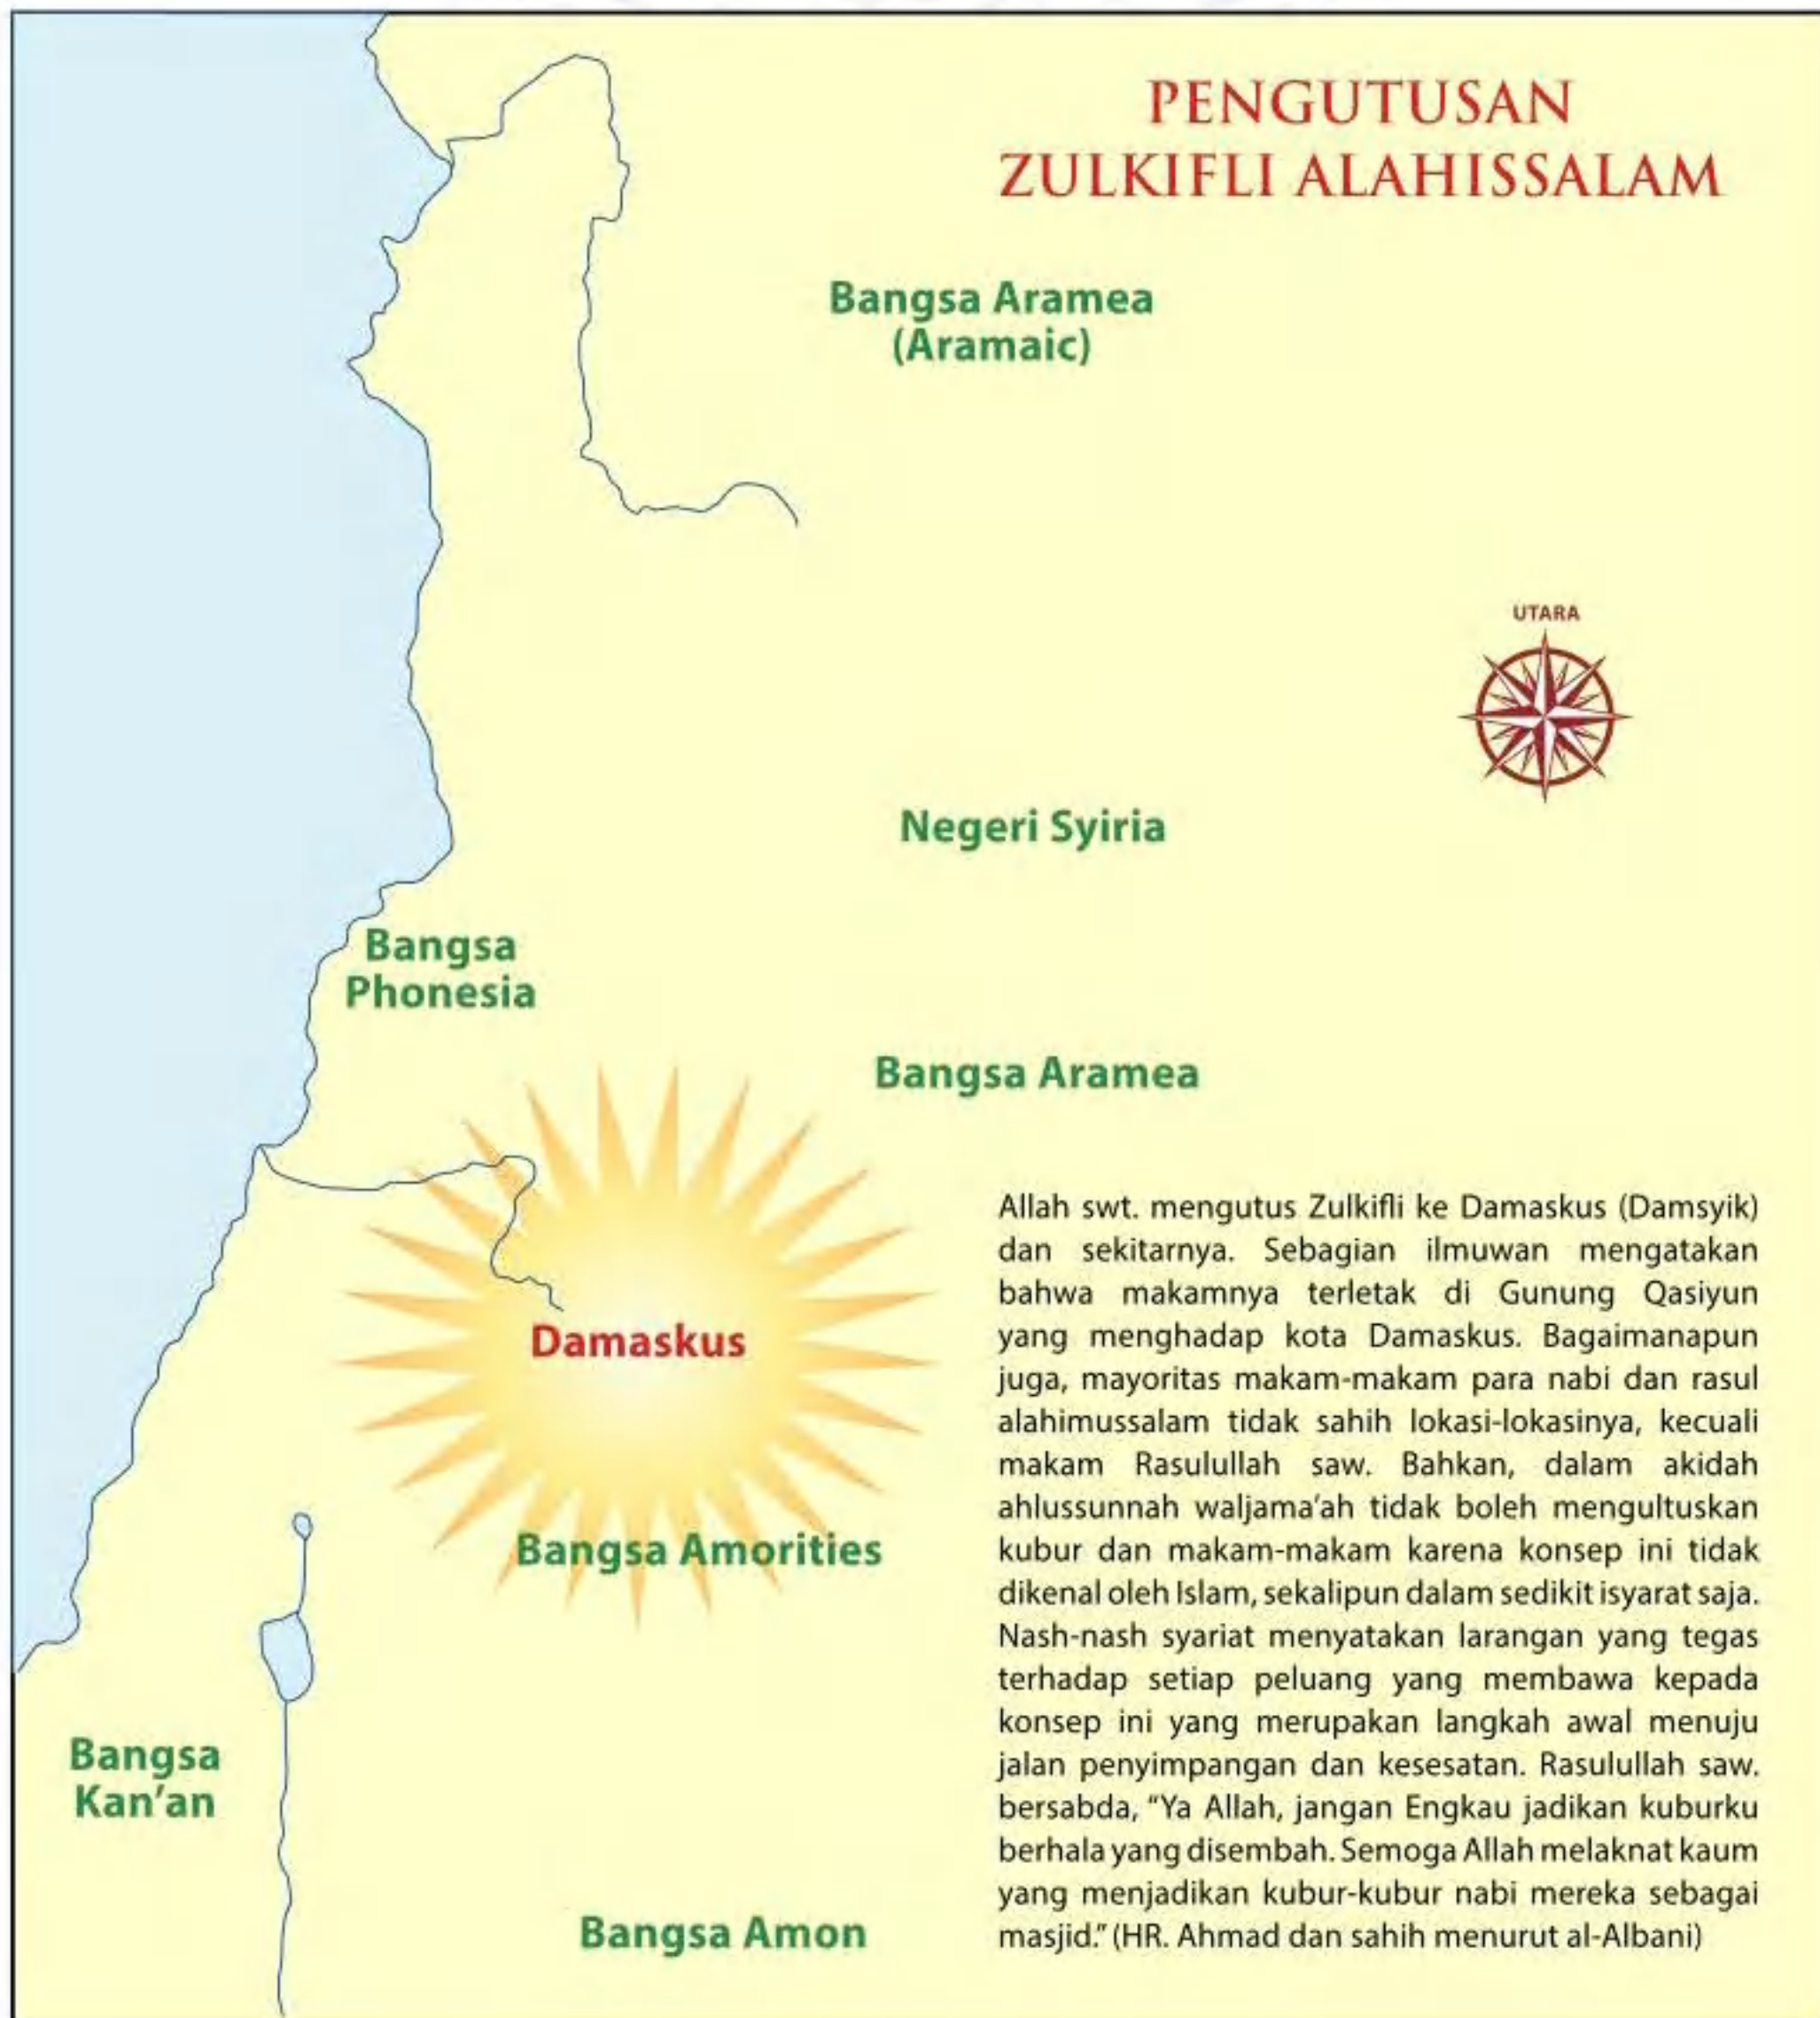 PENGUTUSAN
ZULKIFLI ALAHISSALAM
Bangsa Aramea
(Aramaic)
UTARA
Negeri Syiria
Bangsa
Phonesia
Bangsa Aramea
Damaskus
Bangsa Amorities
Bangsa
Kan'an
Bangsa Amon
Allah swt. mengutus Zulkifli ke Damaskus (Damsyik)
dan sekitarnya. Sebagian ilmuwan mengatakan
bahwa makamnya terletak di Gunung Qasiyun
yang menghadap kota Damaskus. Bagaimanapun
juga, mayoritas makam-makam para nabi dan rasul
alahimussalam tidak sahih lokasi-lokasinya, kecuali
makam Rasulullah saw. Bahkan, dalam akidah
ahlussunnah waljama'ah tidak boleh mengultuskan
kubur dan makam-makam karena konsep ini tidak
dikenal oleh Islam, sekalipun dalam sedikit isyarat saja.
Nash-nash syariat menyatakan larangan yang tegas
terhadap setiap peluang yang membawa kepada
konsep ini yang merupakan langkah awal menuju
jalan penyimpangan dan kesesatan. Rasulullah saw.
bersabda, “Ya Allah, jangan Engkau jadikan kuburku
berhala yang disembah. Semoga Allah melaknat kaum
yang menjadikan kubur-kubur nabi mereka sebagai
masjid.” (HR. Ahmad dan sahih menurut al-Albani)